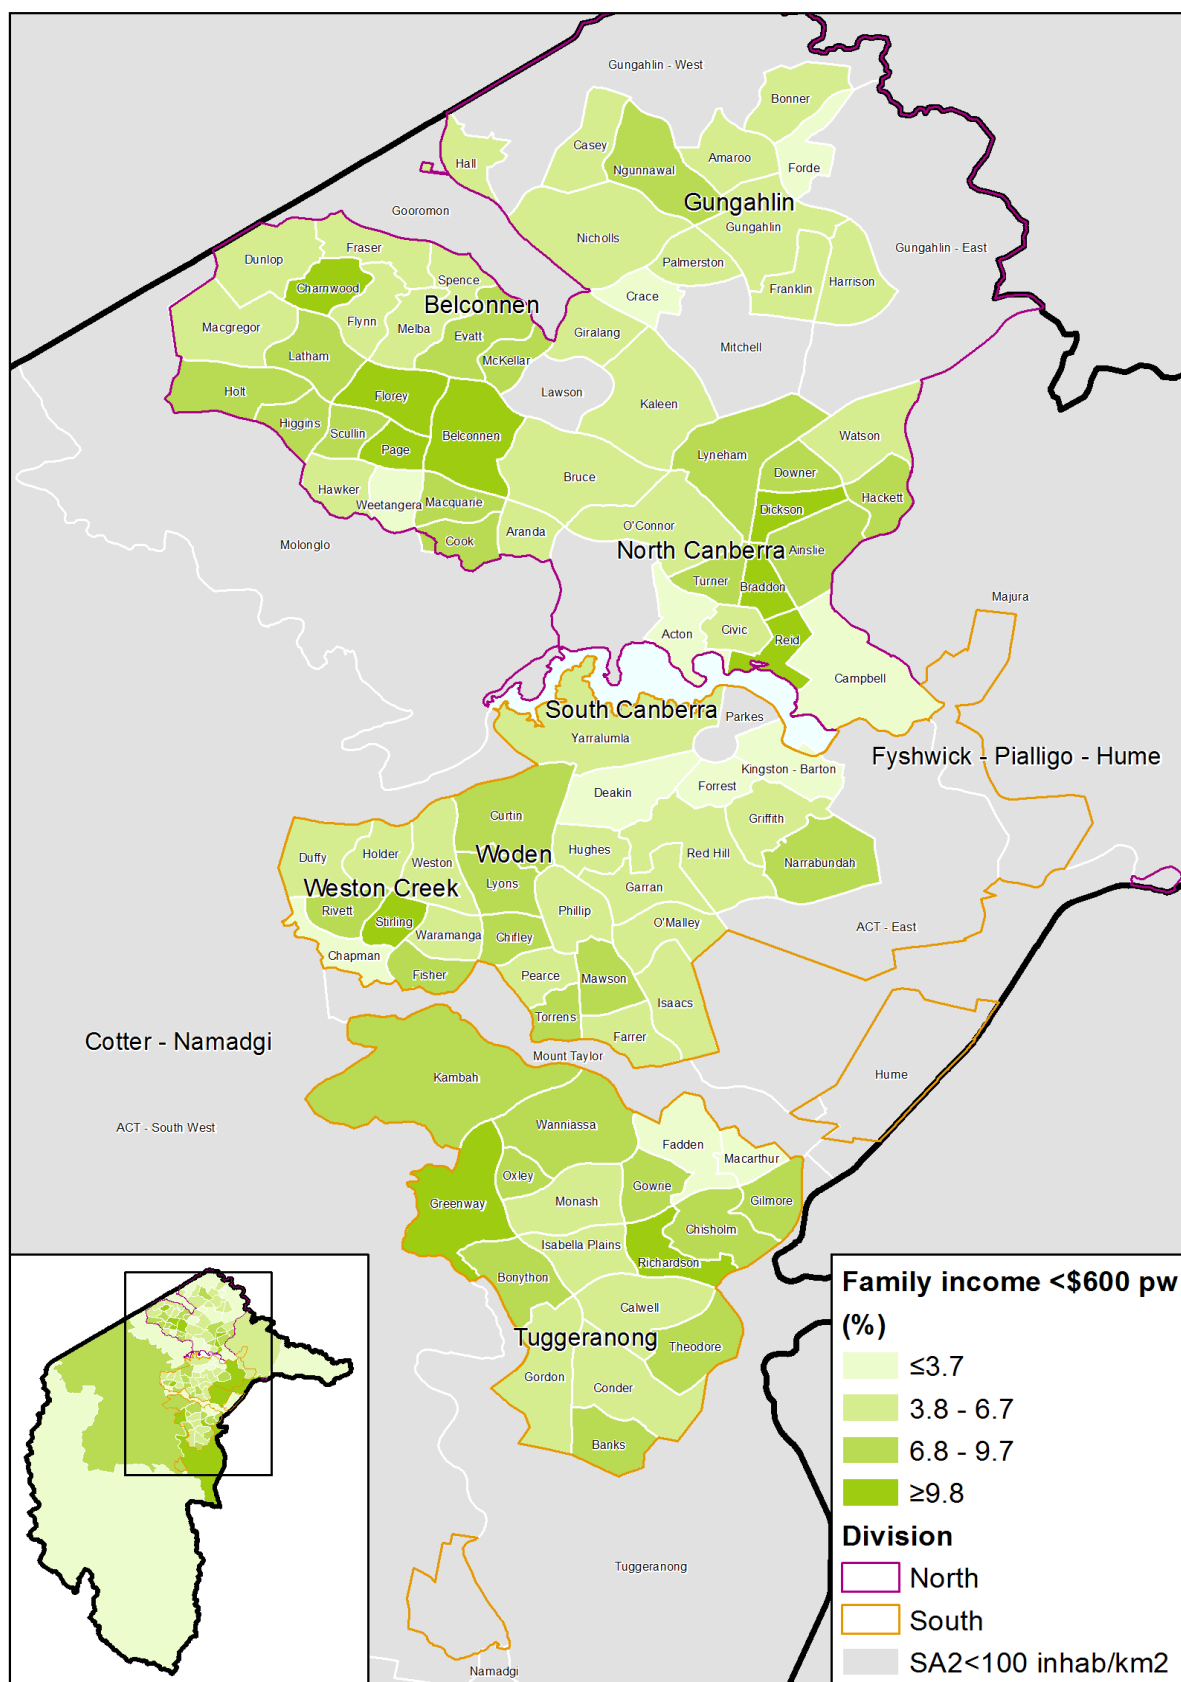 Gungahlin - West
Bonner
Casey
Ngunnawal
Amaroo
Forde
Hall
Gungahlin
Gooromon
Nicholls
Gungahlin
Gungahlin - East
Dunlop
Fraser
Palmerston
Charnwood
Spence
Crace
Franklin
Harrison
Belconnen
Macgregor
Flynn
Melba
Evatt
Giralang
Mitchell
Latham
McKellar
Holt
Florey
Lawson
Kaleen
Higgins
Scullin
Belconnen
Watson
Page
Lyneham
Downer
Bruce
Hawker
Weetangera
Macquarie
Hackett
Dickson
O'Connor
Aranda
Cook
Molonglo
North Canberra
Ainslie
Turner
Braddon
Majura
Acton
Civic
Reid
Campbell
South Canberra
Parkes
Yarralumla
Fyshwick - Pialligo - Hume
Kingston - Barton
Deakin
Forrest
Curtin
Griffith
Duffy
Holder
Weston
Woden
Hughes
Red Hill
Narrabundah
Weston Creek
Lyons
Garran
Rivett
Stirling
Phillip
O'Malley
ACT - East
Waramanga
Chifley
Chapman
Fisher
Pearce
Mawson
Isaacs
Torrens
Farrer
Cotter - Namadgi
Mount Taylor
Kambah
Hume
ACT - South West
Wanniassa
Fadden
Macarthur
Oxley
Gowrie
Greenway
Monash
Gilmore
Chisholm
Isabella Plains
Richardson
Bonython
Calwell
Tuggeranong
Theodore
Gordon
Conder
Banks
Tuggeranong
Namadgi
Family income <$600 pw
(%)
≤3.7
3.8 - 6.7
6.8 - 9.7
≥9.8
Division
North
South
SA2<100 inhab/km2